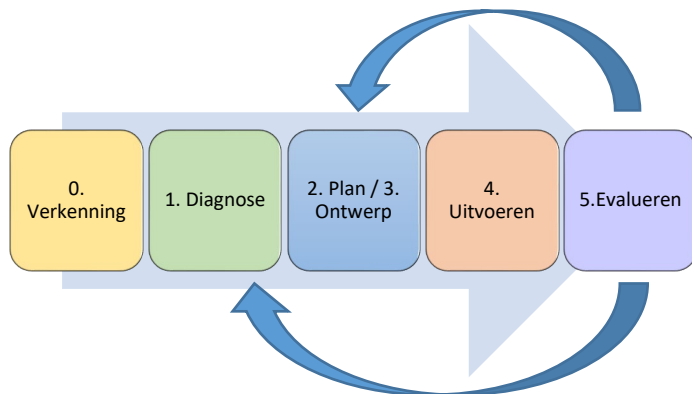 0.
Verkenning
1. Diagnose
2. Plan / 3.
Ontwerp
4.
Uitvoeren
5.Evalueren